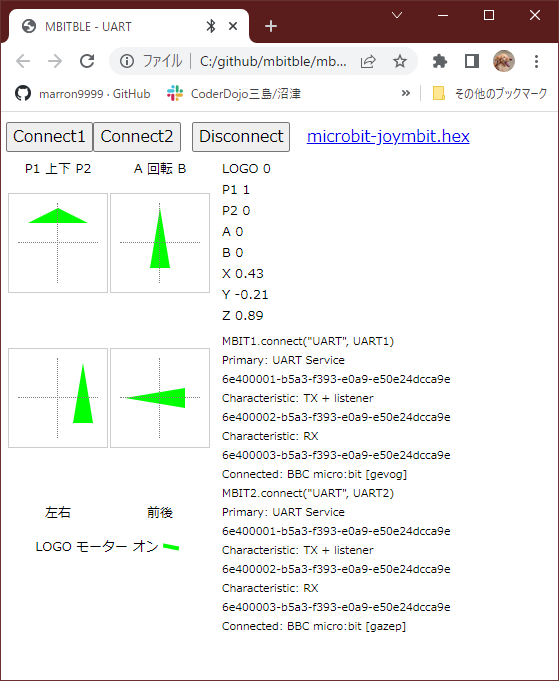 MBITBLE - UART
ファイル C:/github/mbitble/mb...
marron9999 · GitHub CoderDojo三島/沼津 » その他のブックマーク
Connect1 Connect2 Disconnect microbit-joymbit.hex
P1 上下 P2 A 回転 B
LOGO 0
P1 1
P2 0
A 0
B 0
X 0.43
Y -0.21
Z 0.89
左右 前後
LOGO モーター オン
MBIT1.connect("UART", UART1)
Primary: UART Service
6e400001-b5a3-f393-e0a9-e50e24dcca9e
Characteristic: TX + listener
6e400002-b5a3-f393-e0a9-e50e24dcca9e
Characteristic: RX
6e400003-b5a3-f393-e0a9-e50e24dcca9e
Connected: BBC micro:bit [gevog]
MBIT2.connect("UART", UART2)
Primary: UART Service
6e400001-b5a3-f393-e0a9-e50e24dcca9e
Characteristic: TX + listener
6e400002-b5a3-f393-e0a9-e50e24dcca9e
Characteristic: RX
6e400003-b5a3-f393-e0a9-e50e24dcca9e
Connected: BBC micro:bit [gazep]